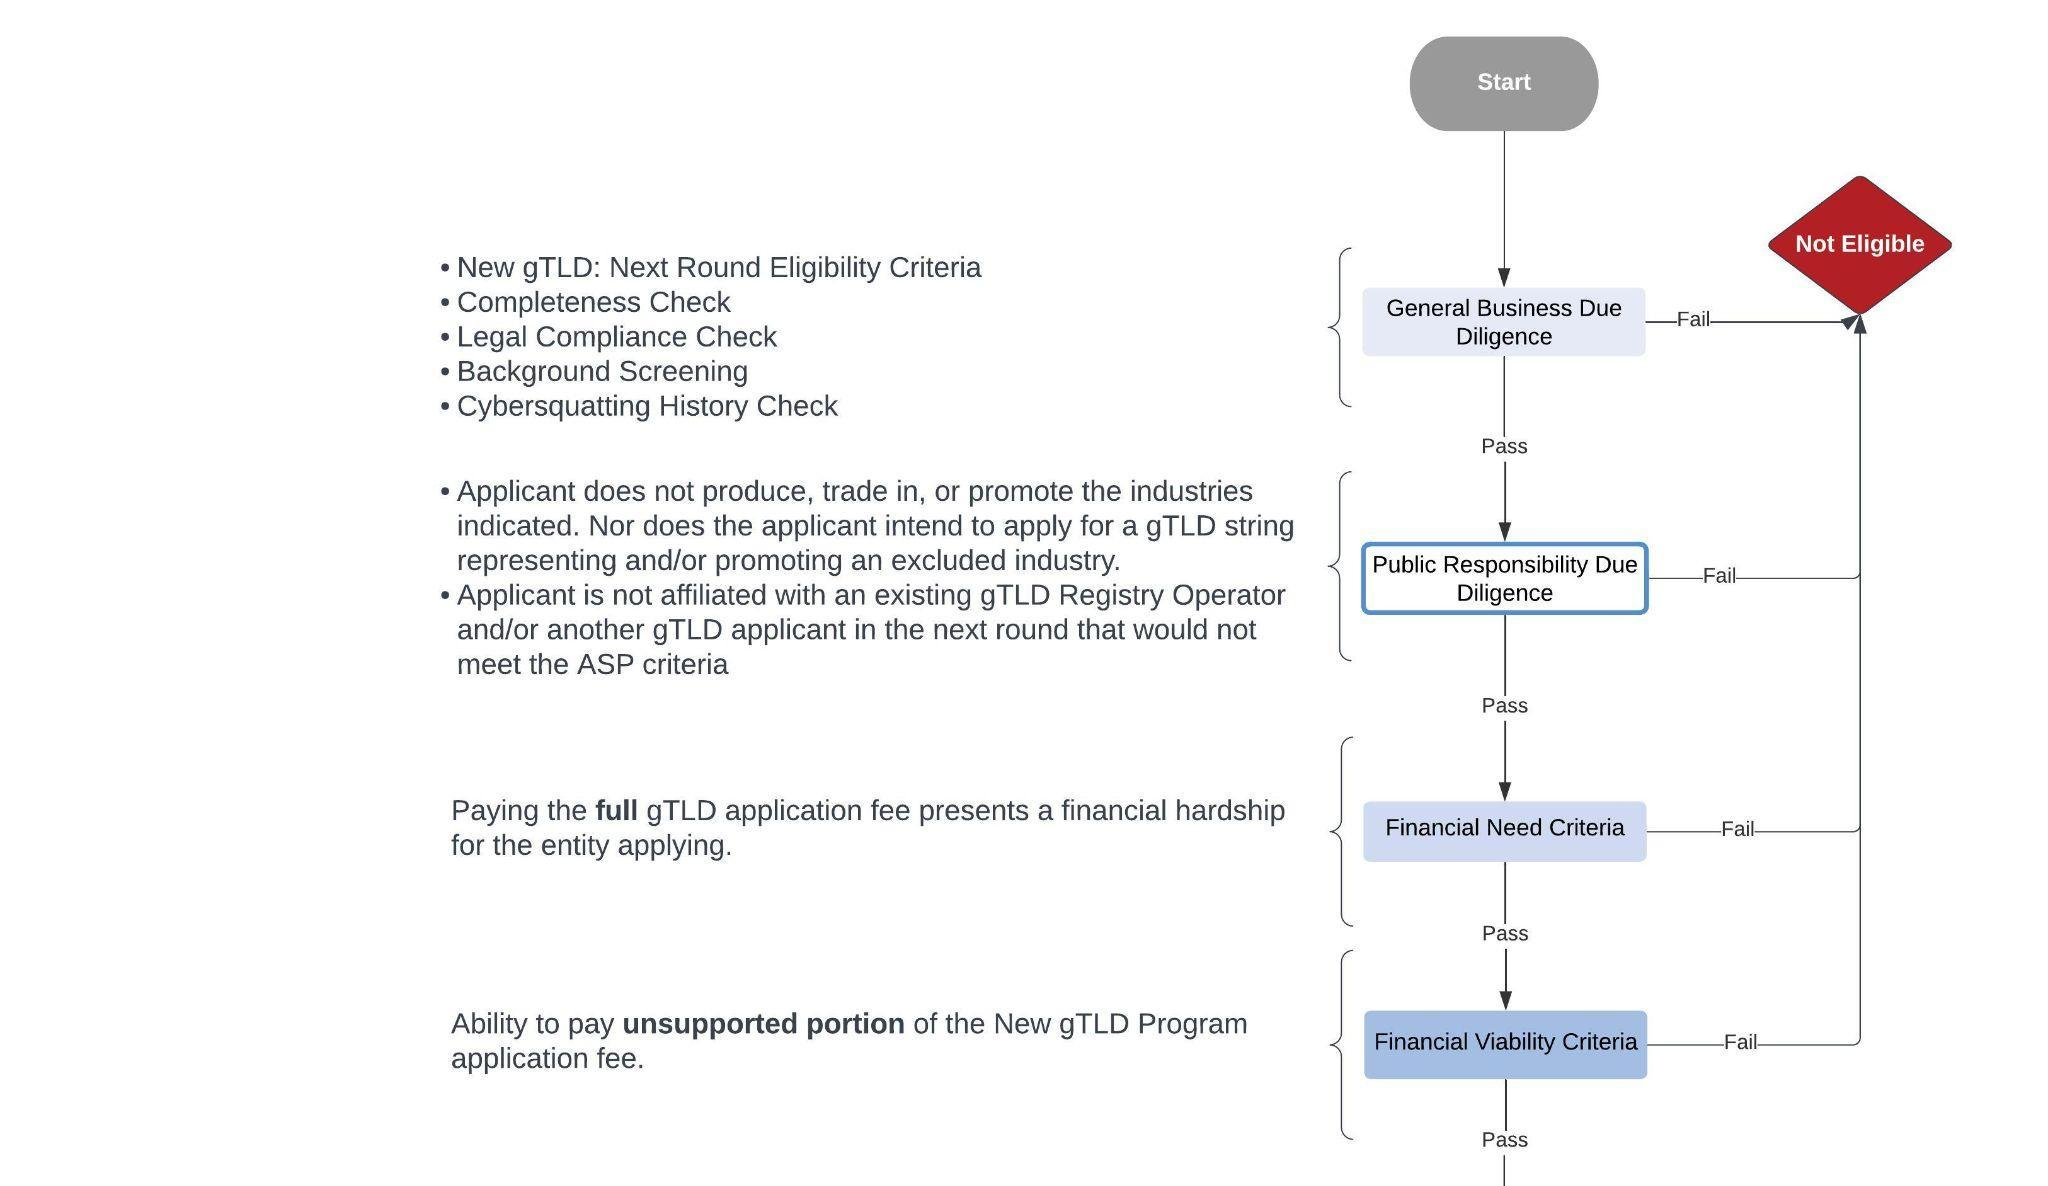 Start
Not Eligible
• New gTLD: Next Round Eligibility Criteria
• Completeness Check
• Legal Compliance Check
• Background Screening
• Cybersquatting History Check
General Business Due
Diligence
Fail
Pass
• Applicant does not produce, trade in, or promote the industries
indicated. Nor does the applicant intend to apply for a gTLD string
representing and/or promoting an excluded industry.
• Applicant is not affiliated with an existing gTLD Registry Operator
and/or another gTLD applicant in the next round that would not
meet the ASP criteria
Public Responsibility Due
Diligence
Fail
Pass
Paying the full gTLD application fee presents a financial hardship
for the entity applying.
Financial Need Criteria
Fail
Pass
Ability to pay unsupported portion of the New gTLD Program
application fee.
Financial Viability Criteria
Fail
Pass